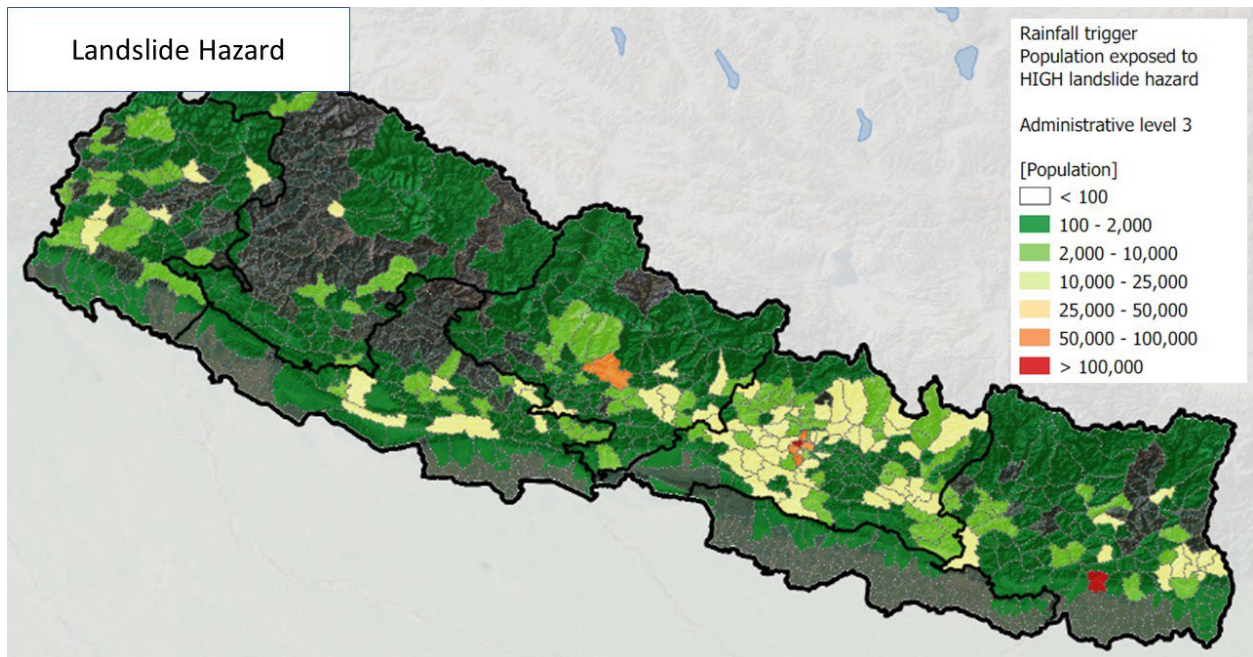 Landslide Hazard
Rainfall trigger
Population exposed to
HIGH landslide hazard
Administrative level 3
[Population]
< 100
100 - 2,000
2,000 - 10,000
10,000 - 25,000
25,000 - 50,000
50,000 - 100,000
> 100,000